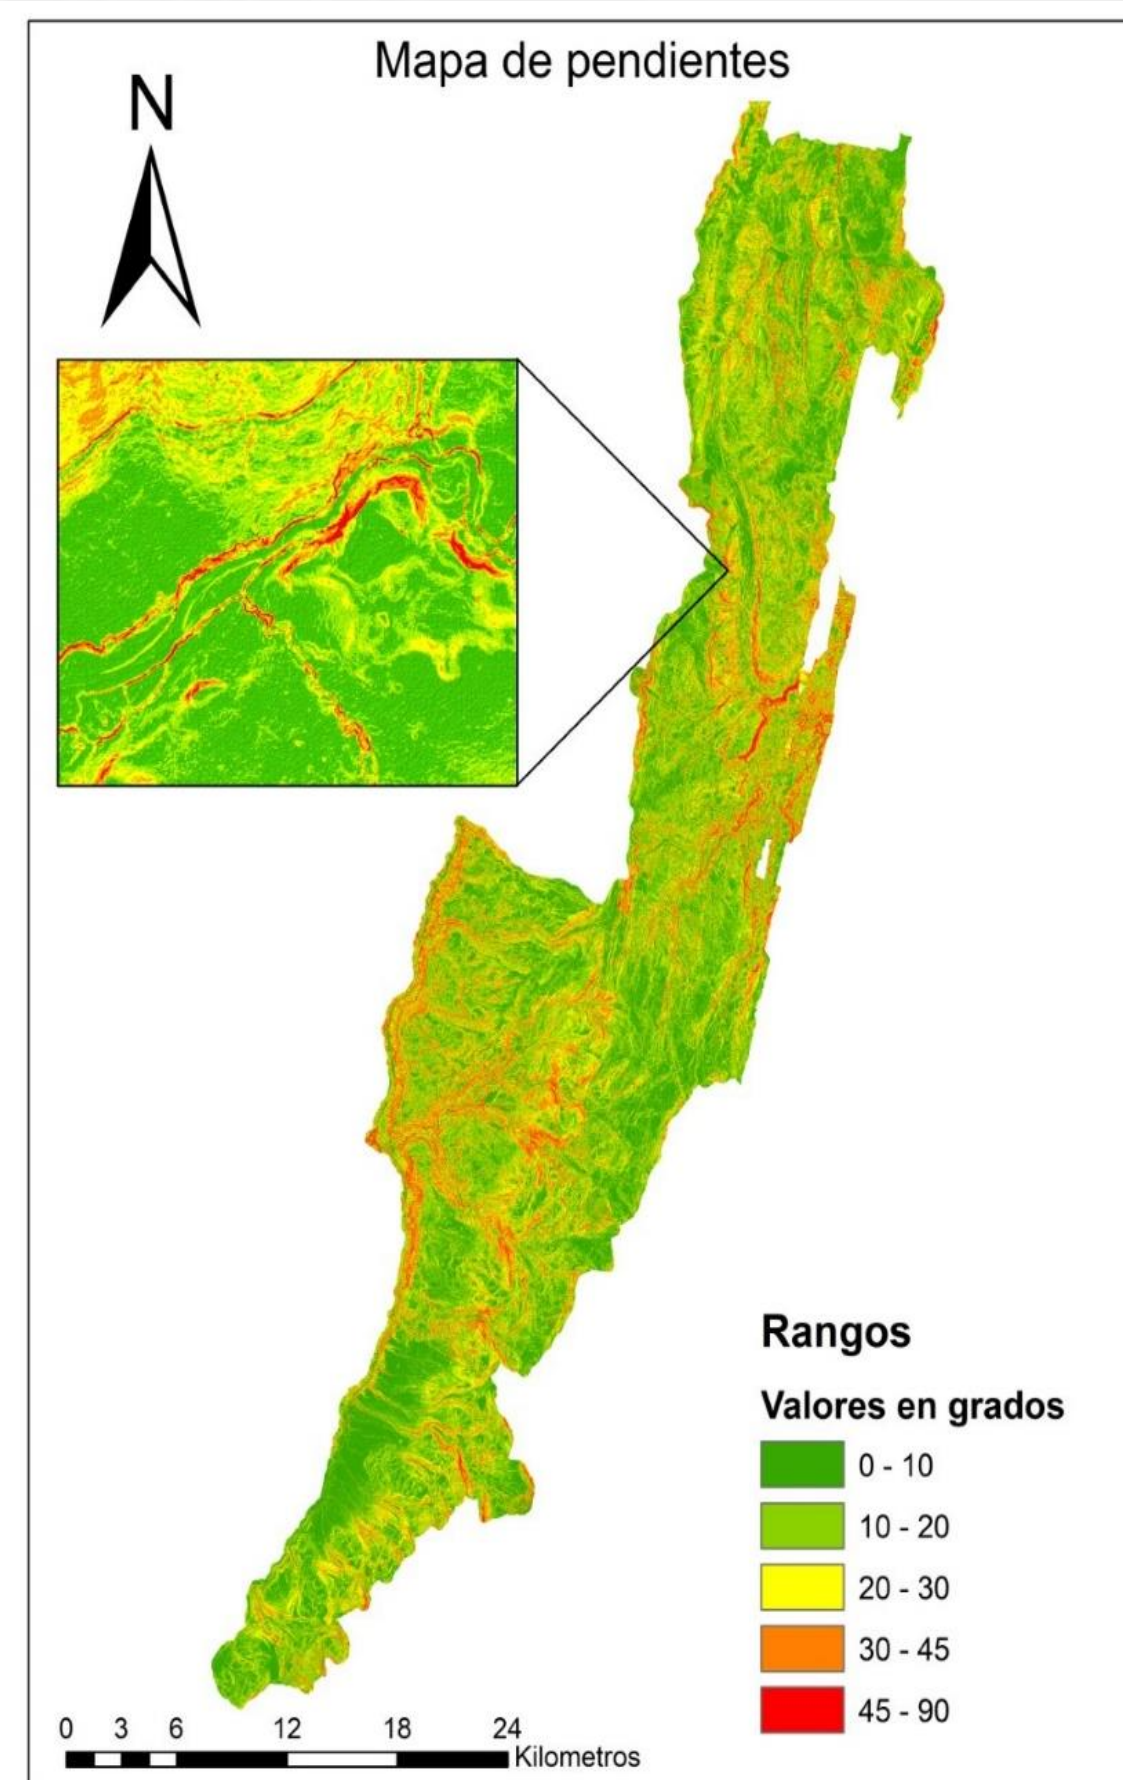 Mapa de pendientes
N
Rangos
Valores en grados
0 - 10
10 - 20
20 - 30
30 - 45
45 - 90
0 3 6 12 18 24
Kilometros